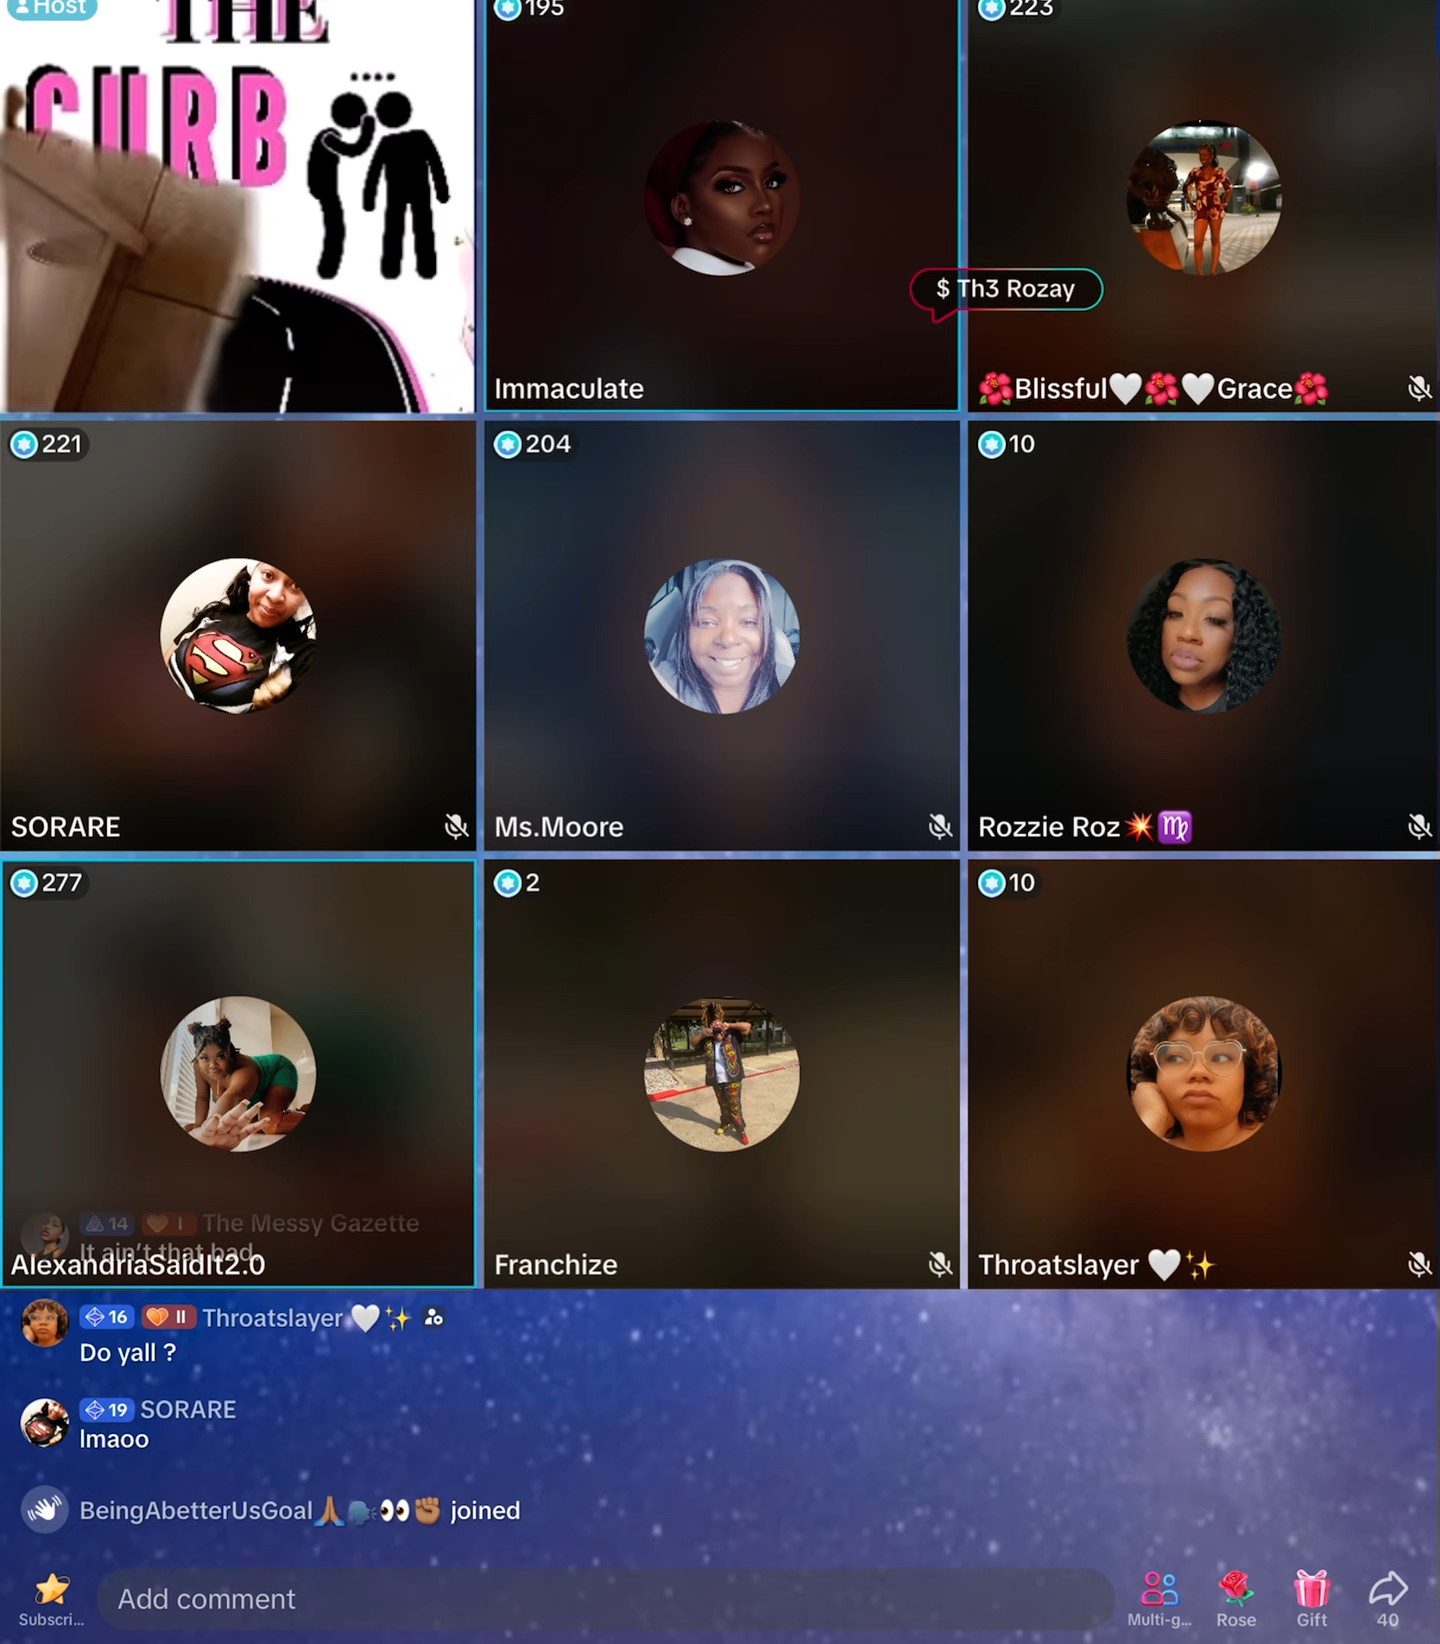 Host
THE
CURB
195
223
$ Th3 Rozay
Immaculate
🌺Blissful🤍🌺🤍Grace🌺
221
204
10
SORARE
Ms.Moore
Rozzie Roz 💥♍
277
2
10
14 I The Messy Gazette
It ain't that bad
AlexandriaSaidIt2.0
Franchize
Throatslayer 🤍✨
16 II Throatslayer 🤍✨
Do yall ?
19 SORARE
lmaoo
BeingAbetterUsGoal🙏🏾🗣️👀✊🏾 joined
Add comment
Subscri...
Multi-g...
Rose
Gift
40